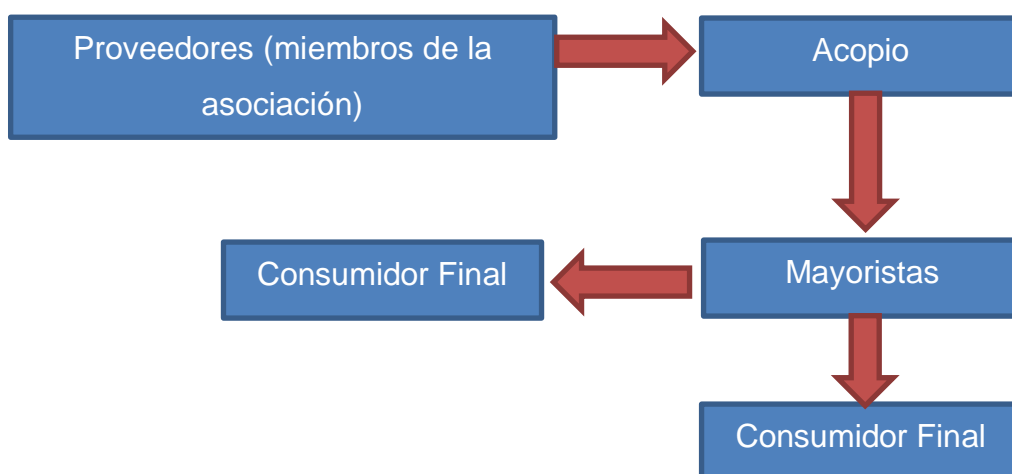 Proveedores (miembros de la
asociación)
Acopio
Consumidor Final
Mayoristas
Consumidor Final